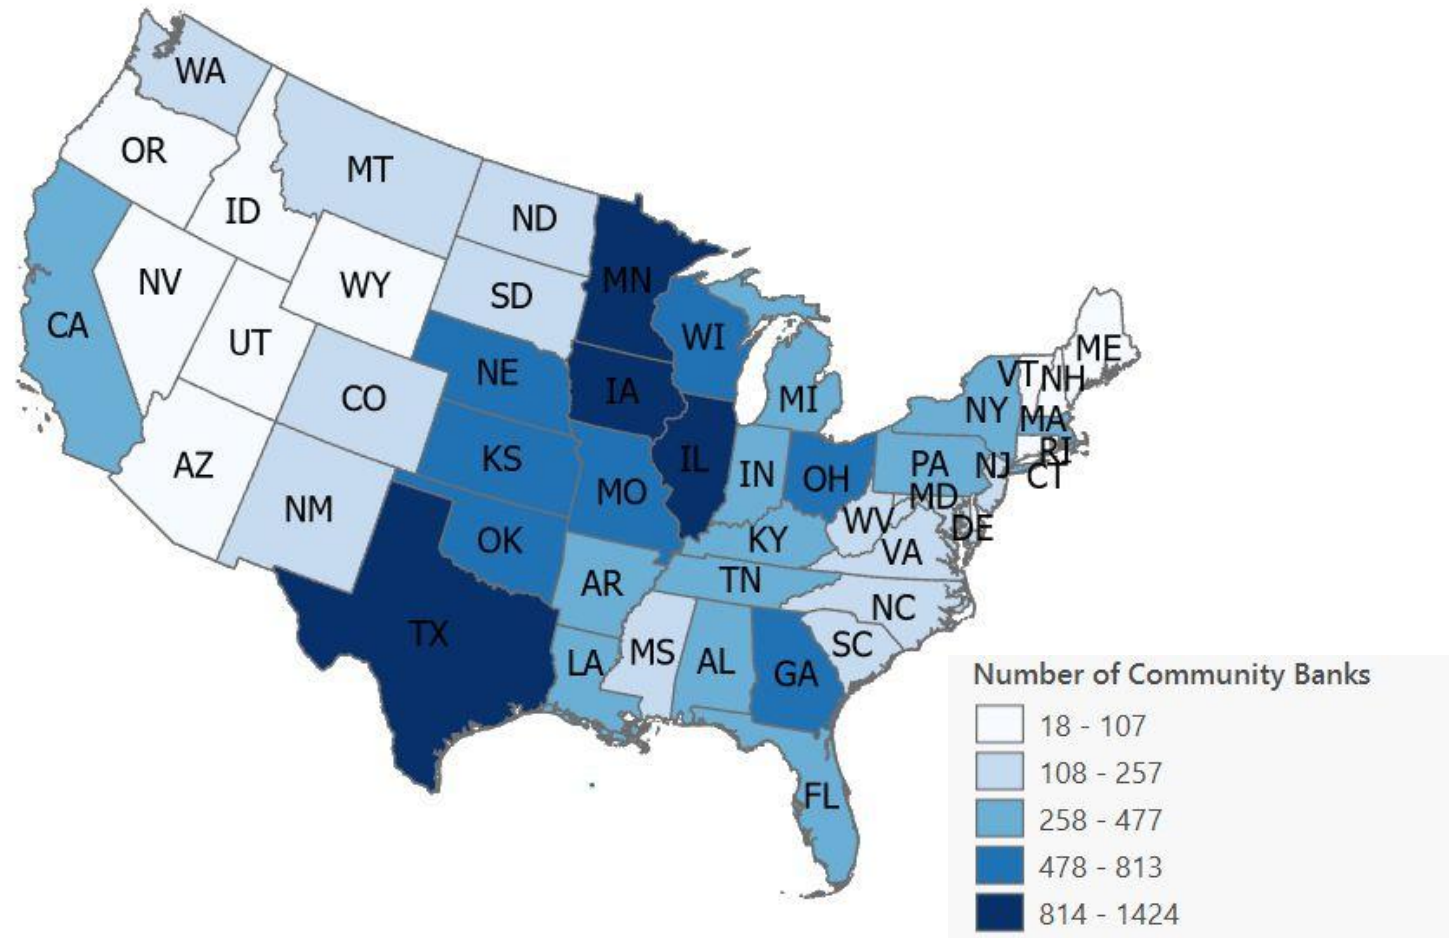 WA
OR
MT
ID
ND
NV
WY
SD
MN
CA
UT
NE
WI
CO
IA
MI
VT
NH
ME
NY
MA
AZ
KS
IL
IN
OH
PA
NJ
RI
CT
NM
MO
MD
OK
KY
WV
DE
VA
AR
TN
NC
TX
LA
MS
AL
GA
SC
FL
Number of Community Banks
18 - 107
108 - 257
258 - 477
478 - 813
814 - 1424